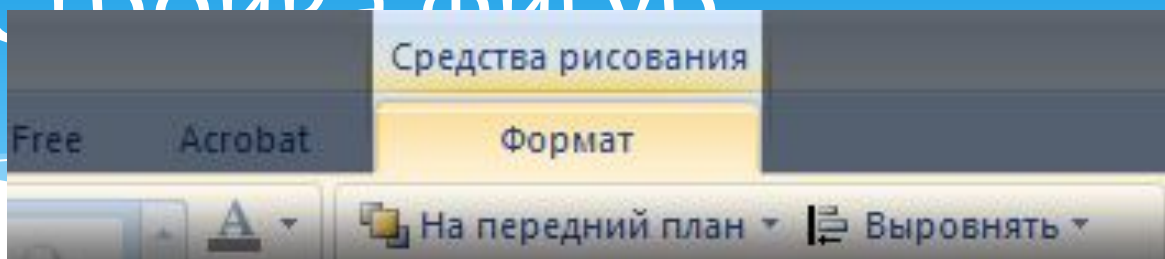 Средства рисования
Free Acrobat Формат
A На передний план Выровнять